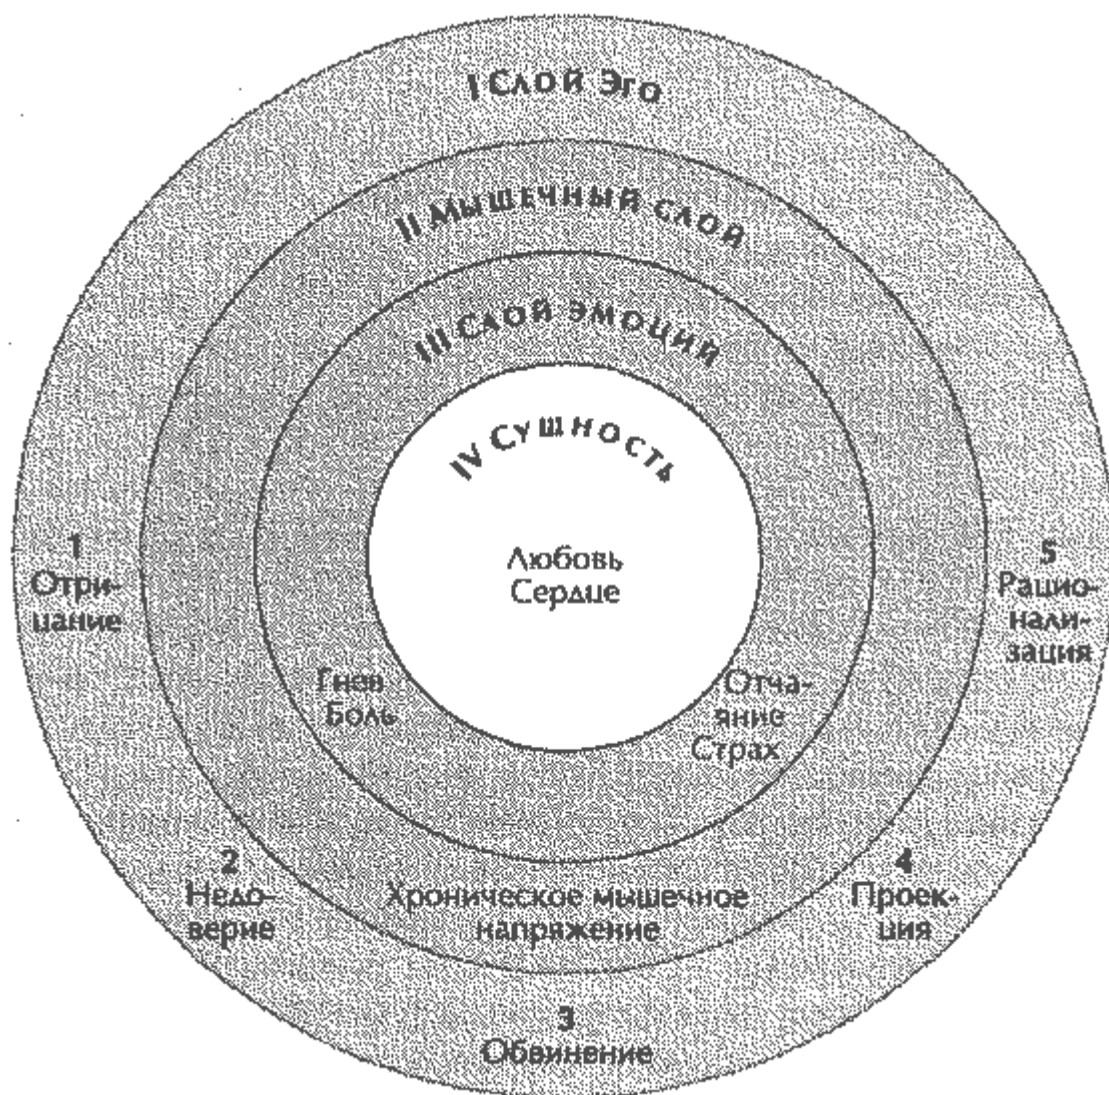 I Слой Эго
II Мышечный слой
III Слой эмоций
IV Сущность
Любовь
Сердце
1
Отри-
цание
5
Рацио-
нали-
зация
Гнев
Боль
Отча-
яние
Страх
2
Недо-
верие
Хроническое мышечное
напряжение
4
Проек-
ция
3
Обвинение